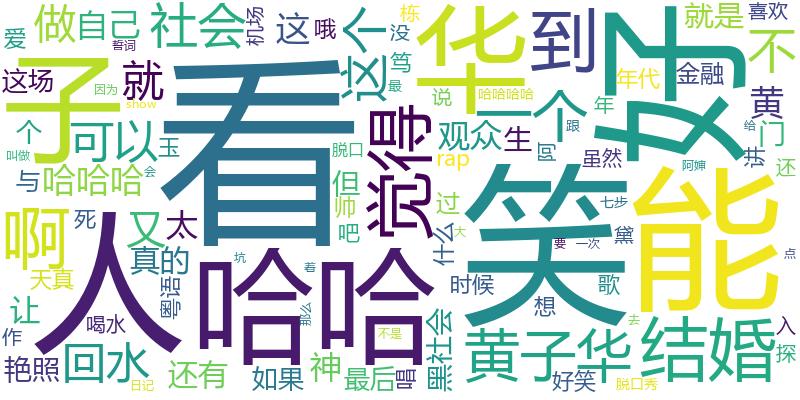 爱
做
自己
社会
机场
这
哦
这个
栋
没
华
到
好
就是
喜欢
不
誓词
这场
就
子
因为
show
看
觉得
笃
最
说
哈哈哈哈
一个
年代
金融
年
黄
个
可以
玉
脱口
观众
生
rap
阿
跟
给
门
讲
还
与
哈哈哈
会
但
虽然
阿婶
叫做
啊
又
太
师
吧
过
什么
笑
能
七步
黛
人
死
真的
天真
粤语
哈哈
坑
着
那么
大
要
一次
点
时候
想
歌
去
让
作
喝水
艳照
回水
日记
还有
如果
神
最后
唱
不是
黑社会
黄子华
好笑
结婚
脱口秀
入
探